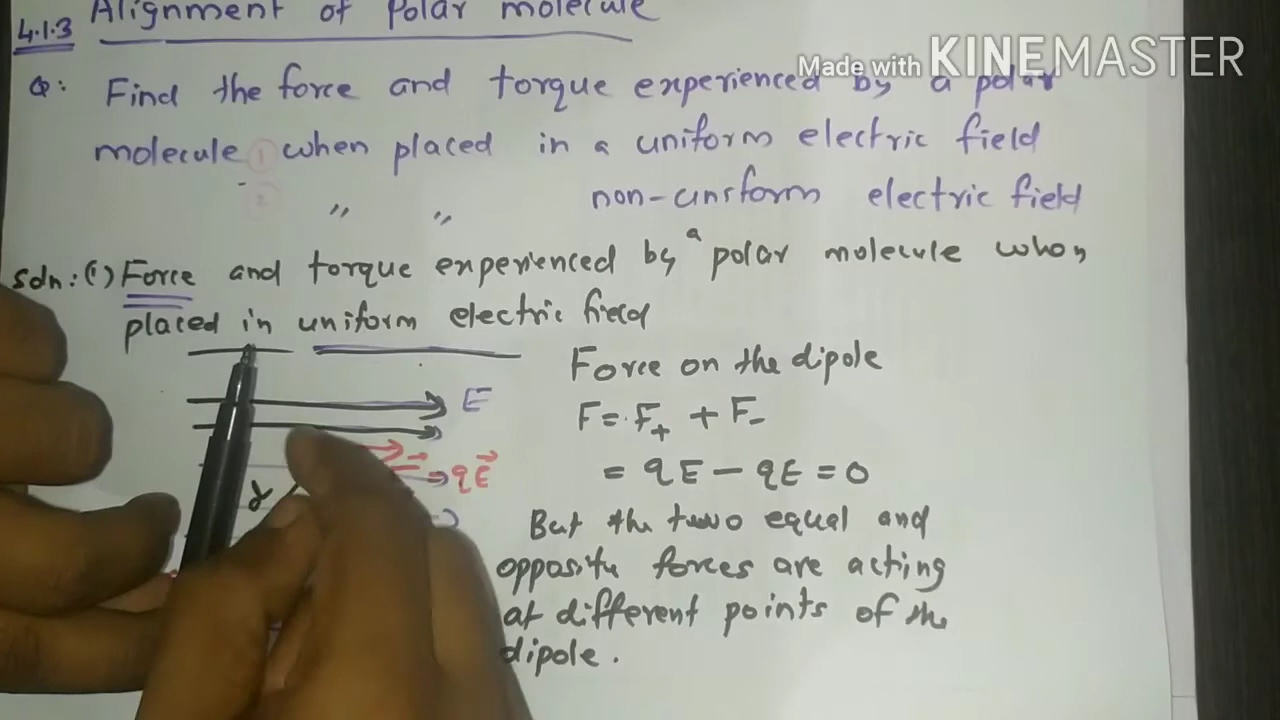 4.1.3 Alignment of Polar molecule
Made with KINEMASTER
Q: Find the force and torque experienced by a polar
molecule (1) when placed in a uniform electric field
(2) " " non-uniform electric field
Soln: (1) Force and torque experienced by a polar molecule when
placed in uniform electric field
Force on the dipole
E
F = F+ + F-
qE⃗
= qE - qE = 0
But the two equal and
opposite forces are acting
at different points of the
dipole.